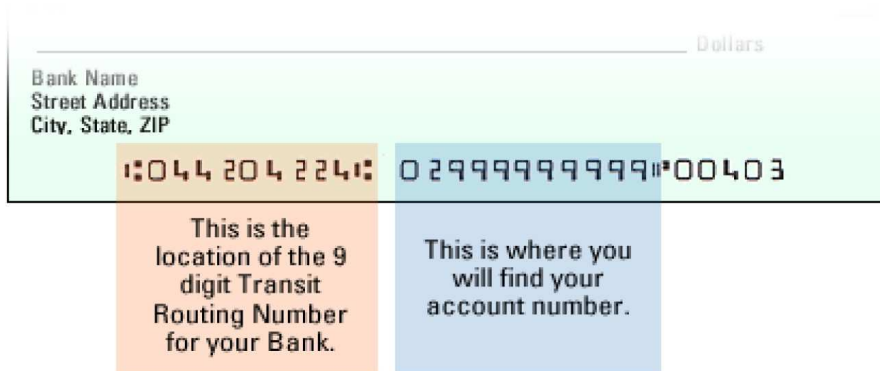 Dollars
Bank Name
Street Address
City, State, ZIP
⑆044204224⑆ 029999999999⑈00403
This is the
location of the 9
digit Transit
Routing Number
for your Bank.
This is where you
will find your
account number.